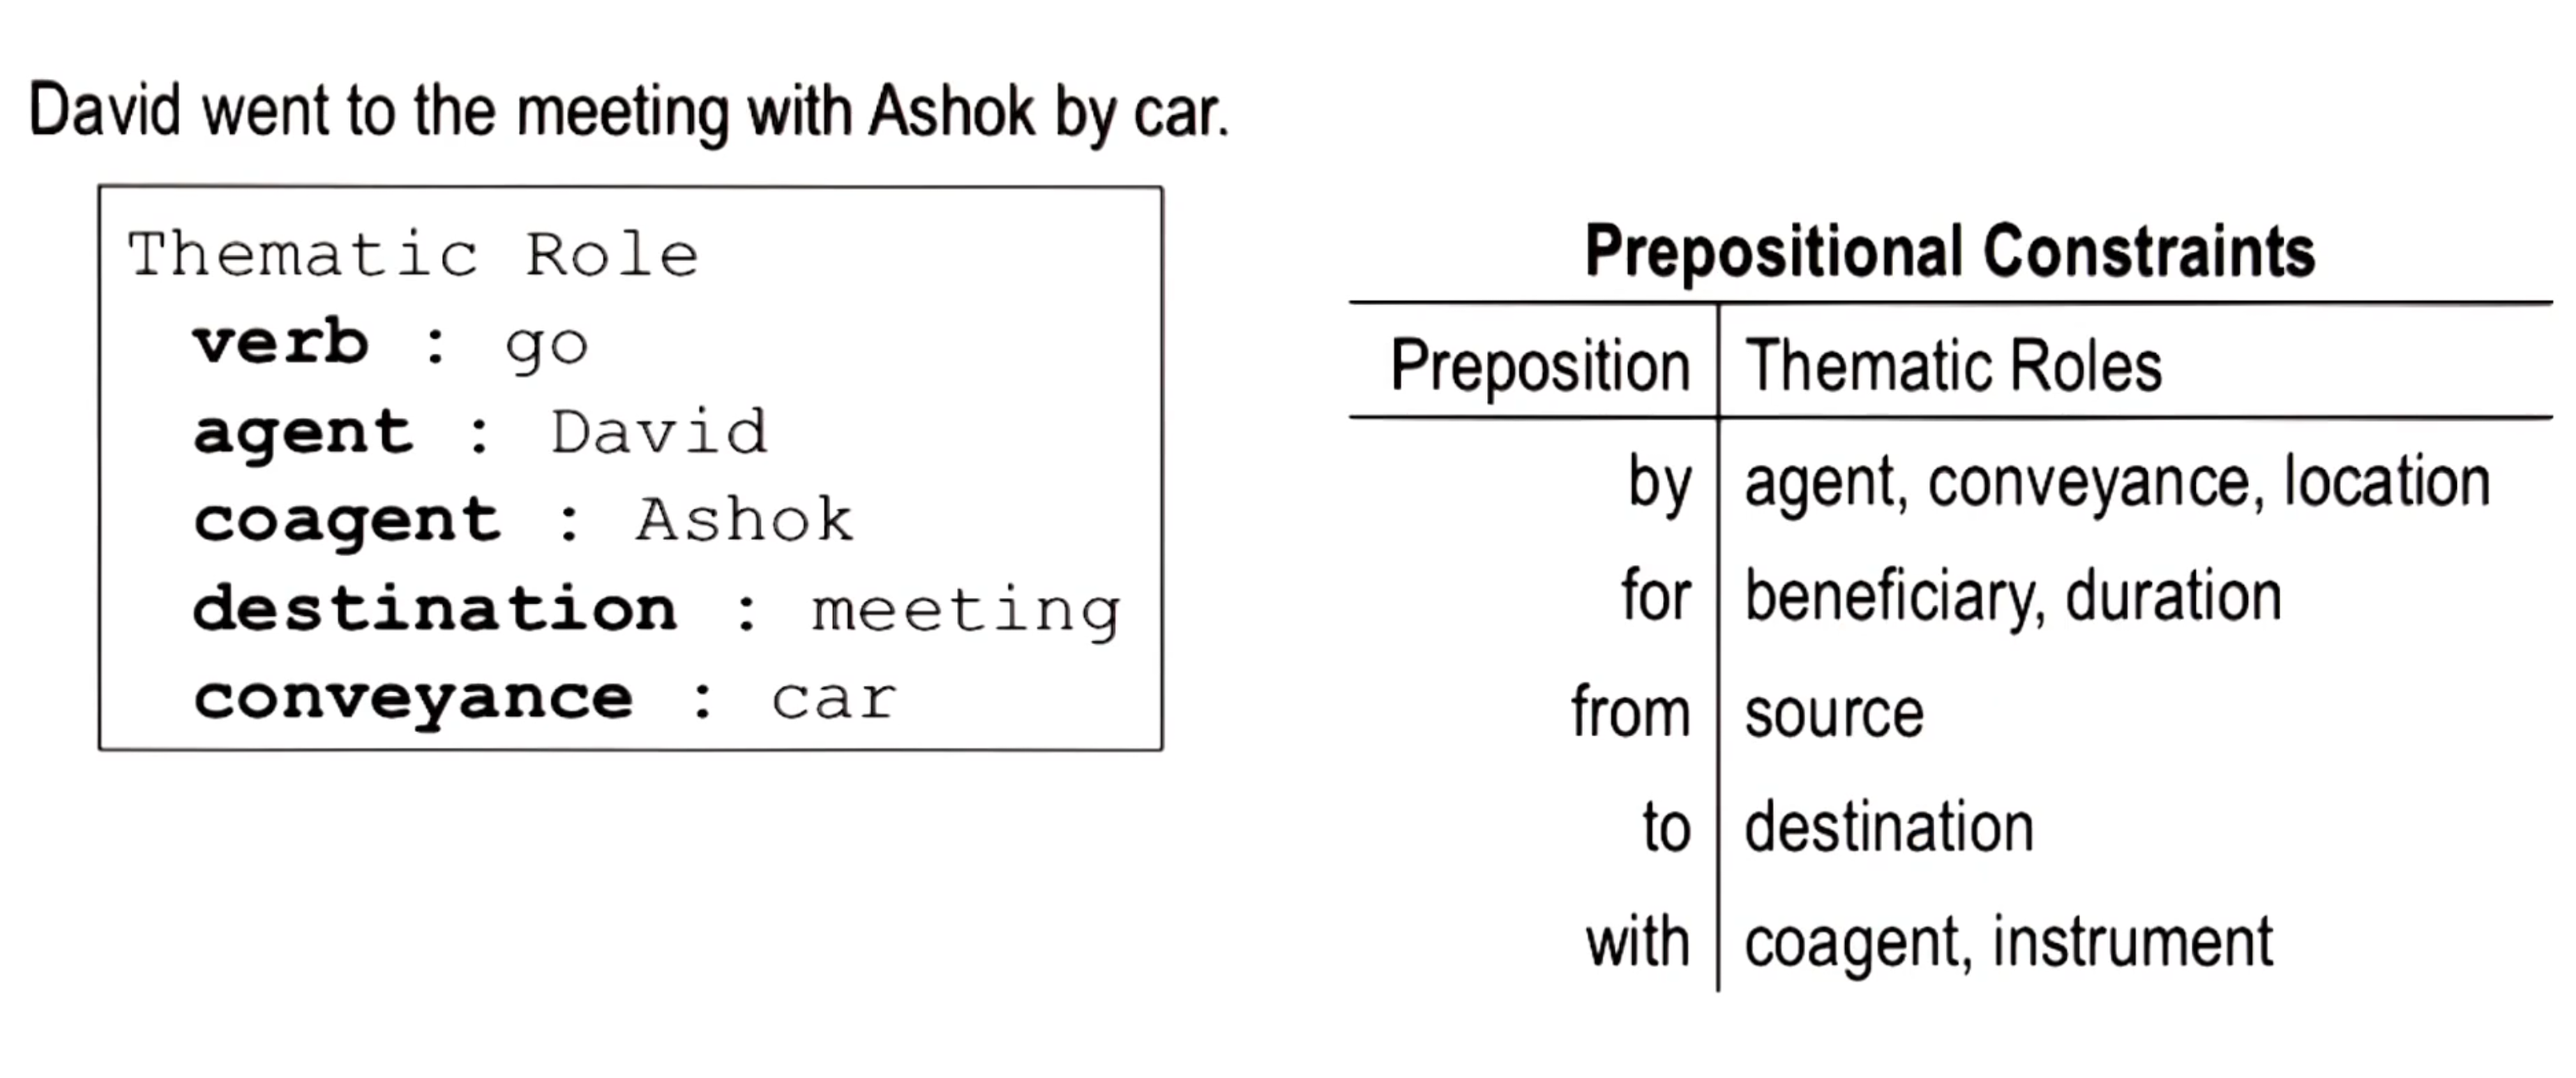 David went to the meeting with Ashok by car.
Thematic Role
verb : go
agent : David
coagent : Ashok
destination : meeting
conveyance : car
Prepositional Constraints
Preposition Thematic Roles
by agent, conveyance, location
for beneficiary, duration
from source
to destination
with coagent, instrument